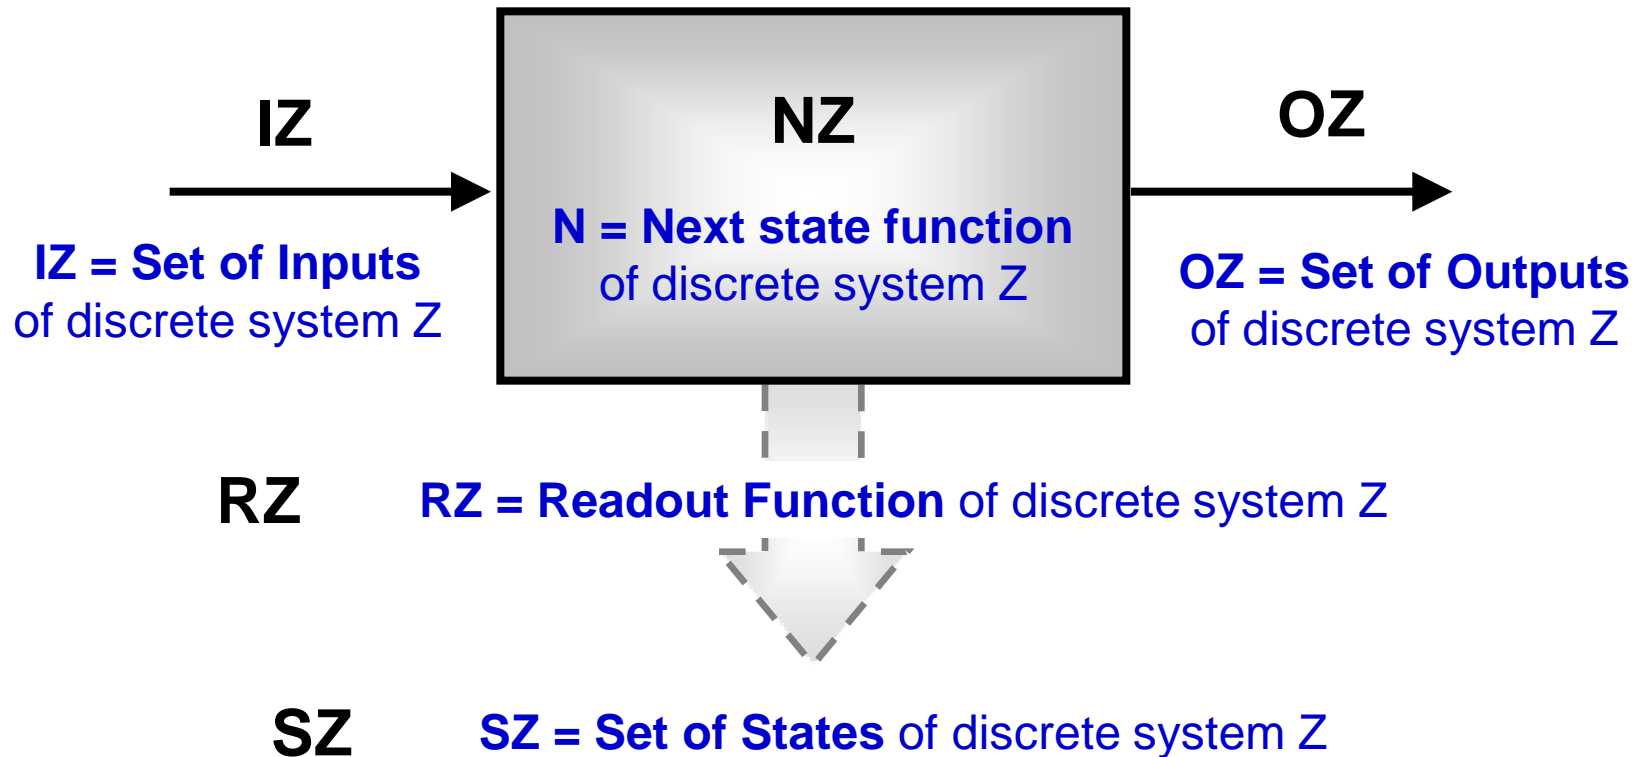 IZ
NZ
OZ
IZ = Set of Inputs
of discrete system Z
N = Next state function
of discrete system Z
OZ = Set of Outputs
of discrete system Z
RZ
RZ = Readout Function of discrete system Z
SZ
SZ = Set of States of discrete system Z